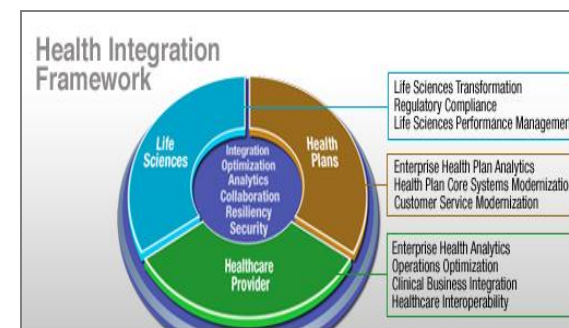 Health Integration
Framework
Life
Sciences
Health
Plans
Integration
Optimization
Analytics
Collaboration
Resiliency
Security
Healthcare
Provider
Life Sciences Transformation
Regulatory Compliance
Life Sciences Performance Managemen
Enterprise Health Plan Analytics
Health Plan Core Systems Modernizatio
Customer Service Modernization
Enterprise Health Analytics
Operations Optimization
Clinical Business Integration
Healthcare Interoperability